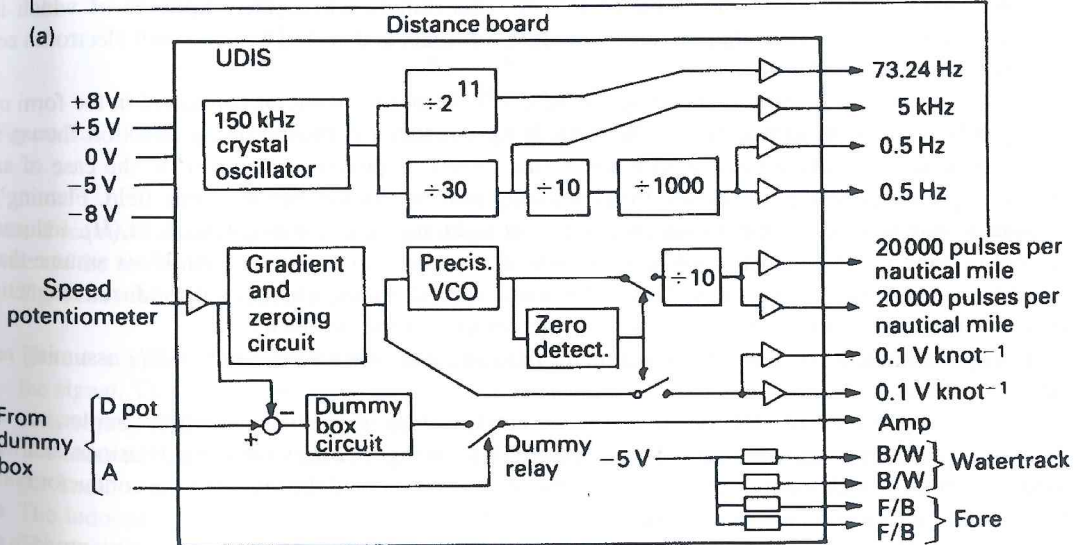 (a)
Distance board
UDIS
+8 V
+5 V
0 V
-5 V
-8 V
150 kHz
crystal
oscillator
÷2^11
÷30
÷10
÷1000
73.24 Hz
5 kHz
0.5 Hz
0.5 Hz
Speed
potentiometer
Gradient
and
zeroing
circuit
Precis.
VCO
Zero
detect.
÷10
20 000 pulses per
nautical mile
20 000 pulses per
nautical mile
0.1 V knot⁻¹
0.1 V knot⁻¹
From
dummy
box
D pot
A
+
−
Dummy
box
circuit
Dummy
relay
Amp
−5 V
B/W
B/W
Watertrack
F/B
F/B
Fore